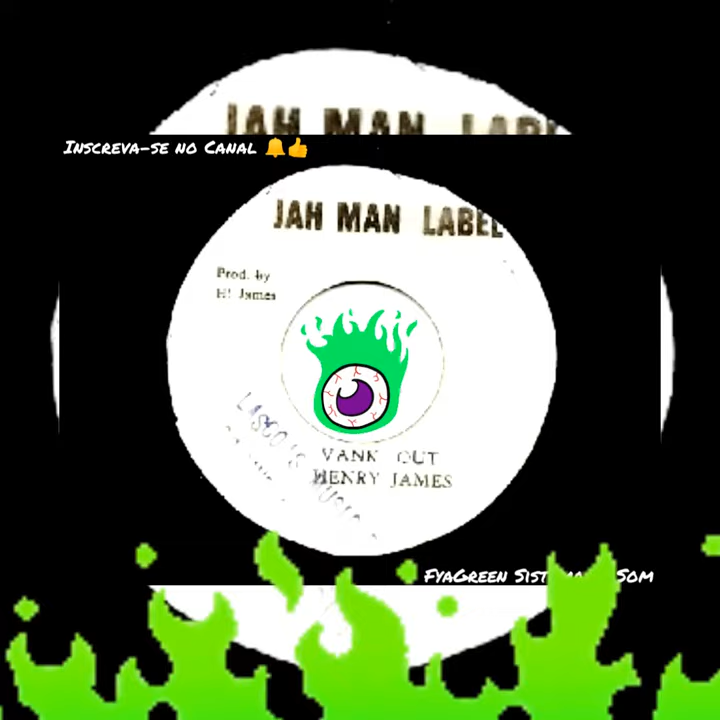 JAH MAN LABEL
INSCREVA-SE NO CANAL 🔔👍
JAH MAN LABEL
Prod. by
H! James
VANK OUT
HENRY JAMES
FYAGREEN SIST SOM